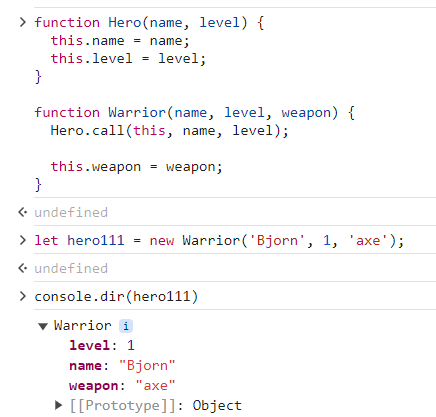 function Hero(name, level) {
  this.name = name;
  this.level = level;
}

function Warrior(name, level, weapon) {
  Hero.call(this, name, level);

  this.weapon = weapon;
}
undefined
let hero111 = new Warrior('Bjorn', 1, 'axe');
undefined
console.dir(hero111)
Warrior i
level: 1
name: "Bjorn"
weapon: "axe"
[[Prototype]]: Object